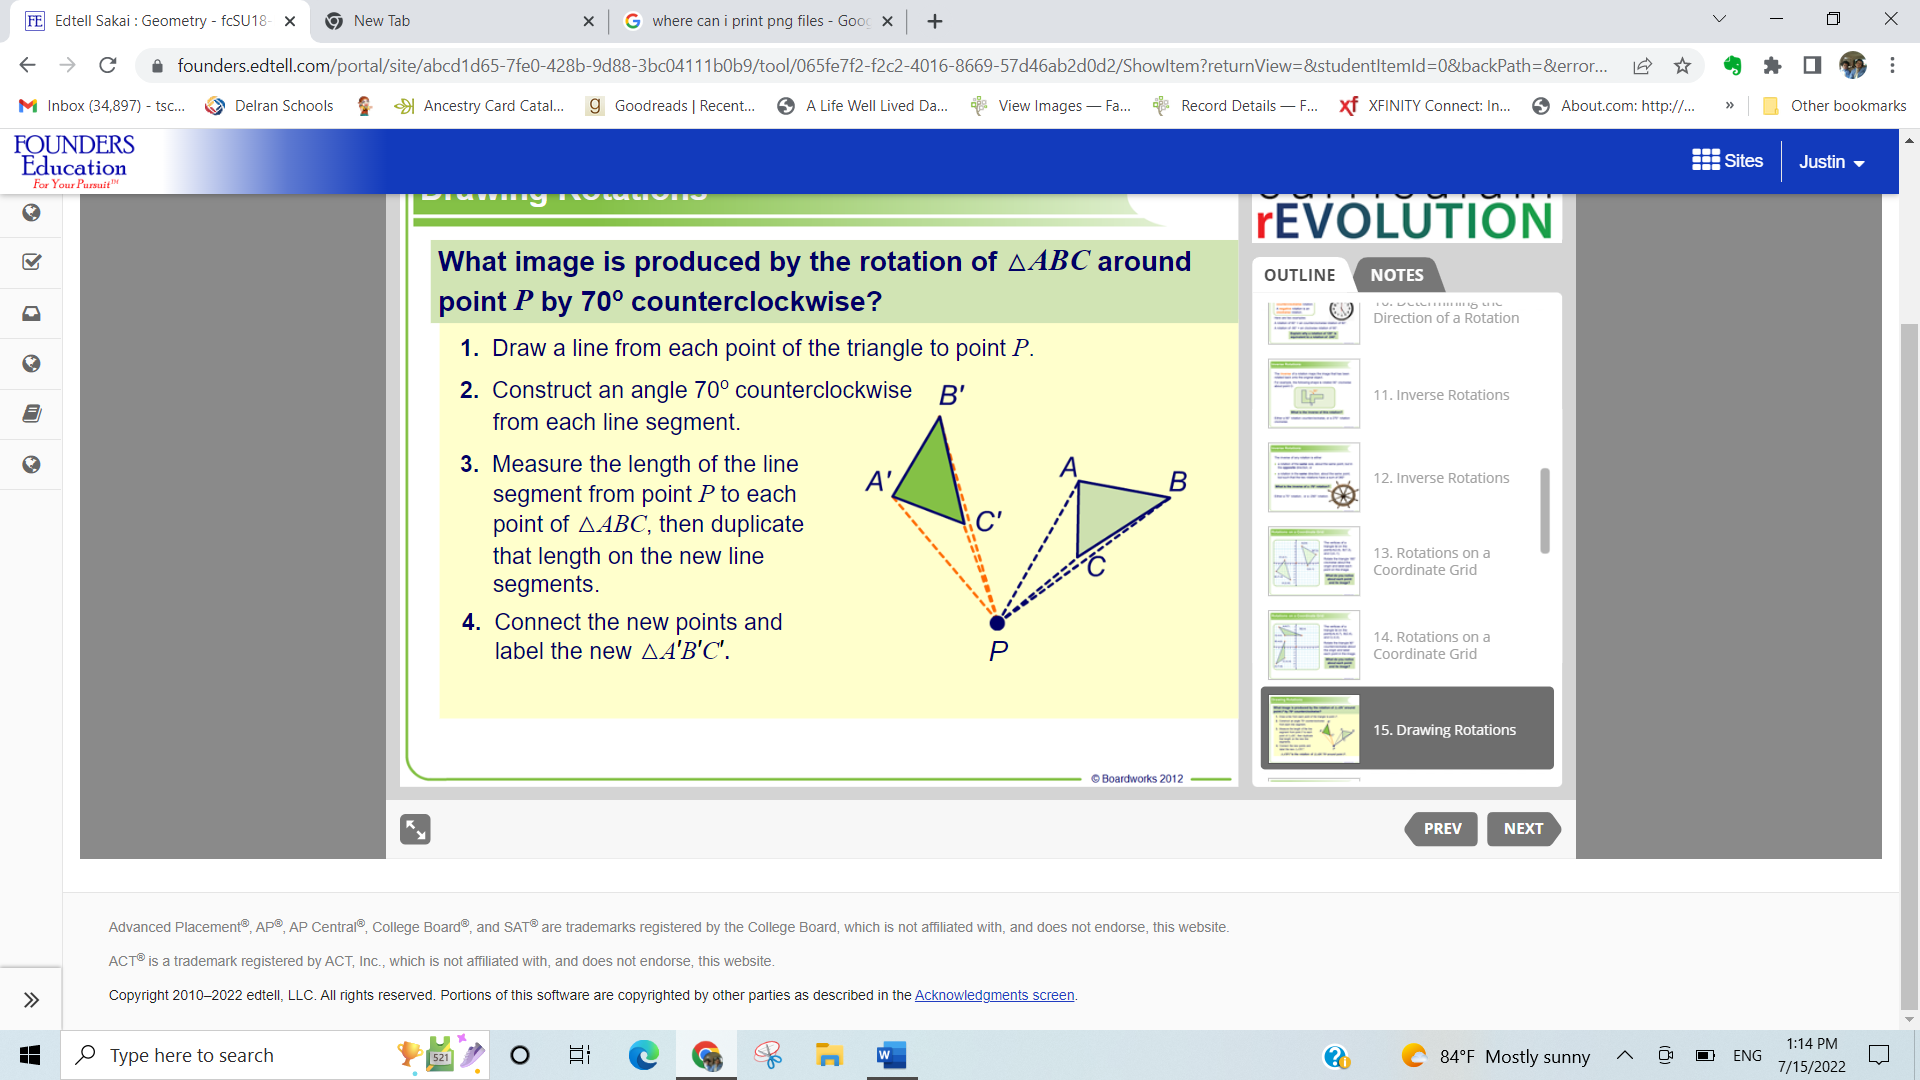 Edtell Sakai : Geometry - fcSU18-
New Tab
where can i print png files - Goo
founders.edtell.com/portal/site/abcd1d65-7fe0-428b-9d88-3bc04111b0b9/tool/065fe7f2-f2c2-4016-8669-57d46ab2d0d2/ShowItem?returnView=&studentItemId=0&backPath=&error...
Inbox (34,897) - tsc...
Delran Schools
Ancestry Card Catal...
Goodreads | Recent...
A Life Well Lived Da...
View Images — Fa...
Record Details — F...
XFINITY Connect: In...
About.com: http://...
»
Other bookmarks
FOUNDERS
Education
For Your Pursuit™
Sites
Justin
Drawing Rotations
curriculum
rEVOLUTION
What image is produced by the rotation of △ABC around
point P by 70º counterclockwise?
1. Draw a line from each point of the triangle to point P.
2. Construct an angle 70º counterclockwise
from each line segment.
3. Measure the length of the line
segment from point P to each
point of △ABC, then duplicate
that length on the new line
segments.
4. Connect the new points and
label the new △A'B'C'.
B'
A'
C'
A
B
C
P
© Boardworks 2012
OUTLINE
NOTES
10. Determining the
Direction of a Rotation
11. Inverse Rotations
12. Inverse Rotations
13. Rotations on a
Coordinate Grid
14. Rotations on a
Coordinate Grid
15. Drawing Rotations
PREV
NEXT
Advanced Placement®, AP®, AP Central®, College Board®, and SAT® are trademarks registered by the College Board, which is not affiliated with, and does not endorse, this website.
ACT® is a trademark registered by ACT, Inc., which is not affiliated with, and does not endorse, this website.
Copyright 2010–2022 edtell, LLC. All rights reserved. Portions of this software are copyrighted by other parties as described in the Acknowledgments screen.
Type here to search
521
84°F Mostly sunny
ENG
1:14 PM
7/15/2022